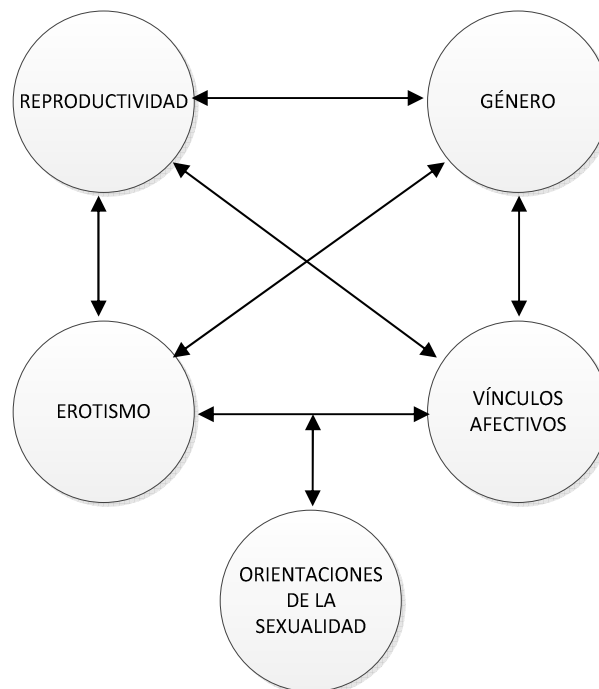 REPRODUCTIVIDAD
GÉNERO
EROTISMO
VÍNCULOS
AFECTIVOS
ORIENTACIONES
DE LA
SEXUALIDAD